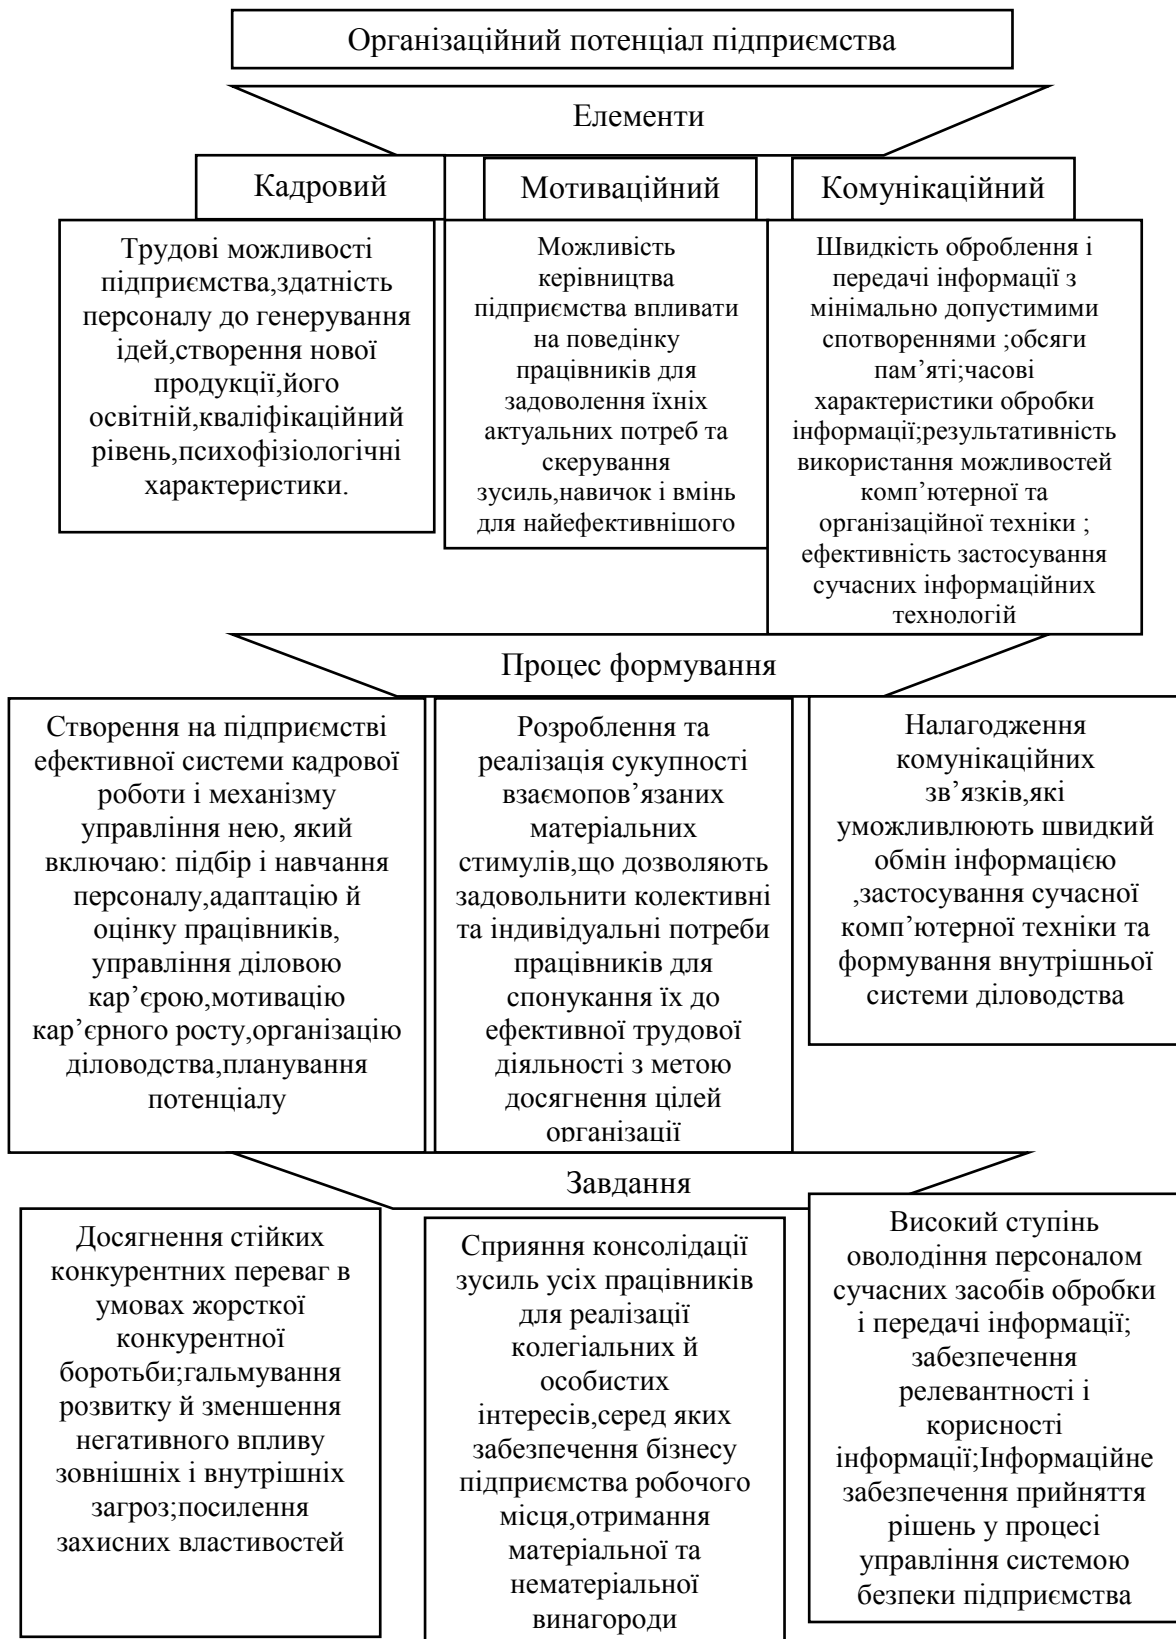 Організаційний потенціал підприємства
Елементи
Кадровий
Мотиваційний
Комунікаційний
Трудові можливості
підприємства,здатність
персоналу до генерування
ідей,створення нової
продукції,його
освітній,кваліфікаційний
рівень,психофізіологічні
характеристики.
Можливість
керівництва
підприємства впливати
на поведінку
працівників для
задоволення їхніх
актуальних потреб та
скерування
зусиль,навичок і вмінь
для найефективнішого
Швидкість оброблення і
передачі інформації з
мінімально допустимими
спотвореннями ;обсяги
пам’яті;часові
характеристики обробки
інформації;результативність
використання можливостей
комп’ютерної та
організаційної техніки ;
ефективність застосування
сучасних інформаційних
технологій
Процес формування
Створення на підприємстві
ефективної системи кадрової
роботи і механізму
управління нею, який
включаю: підбір і навчання
персоналу,адаптацію й
оцінку працівників,
управління діловою
кар’єрою,мотивацію
кар’єрного росту,організацію
діловодства,планування
потенціалу
Розроблення та
реалізація сукупності
взаємопов’язаних
матеріальних
стимулів,що дозволяють
задовольнити колективні
та індивідуальні потреби
працівників для
спонукання їх до
ефективної трудової
діяльності з метою
досягнення цілей
організації
Налагодження
комунікаційних
зв’язків,які
уможливлюють швидкий
обмін інформацією
,застосування сучасної
комп’ютерної техніки та
формування внутрішньої
системи діловодства
Завдання
Досягнення стійких
конкурентних переваг в
умовах жорсткої
конкурентної
боротьби;гальмування
розвитку й зменшення
негативного впливу
зовнішніх і внутрішніх
загроз;посилення
захисних властивостей
Сприяння консолідації
зусиль усіх працівників
для реалізації
колегіальних й
особистих
інтересів,серед яких
забезпечення бізнесу
підприємства робочого
місця,отримання
матеріальної та
нематеріальної
винагороди
Високий ступінь
оволодіння персоналом
сучасних засобів обробки
і передачі інформації;
забезпечення
релевантності і
корисності
інформації;Інформаційне
забезпечення прийняття
рішень у процесі
управління системою
безпеки підприємства